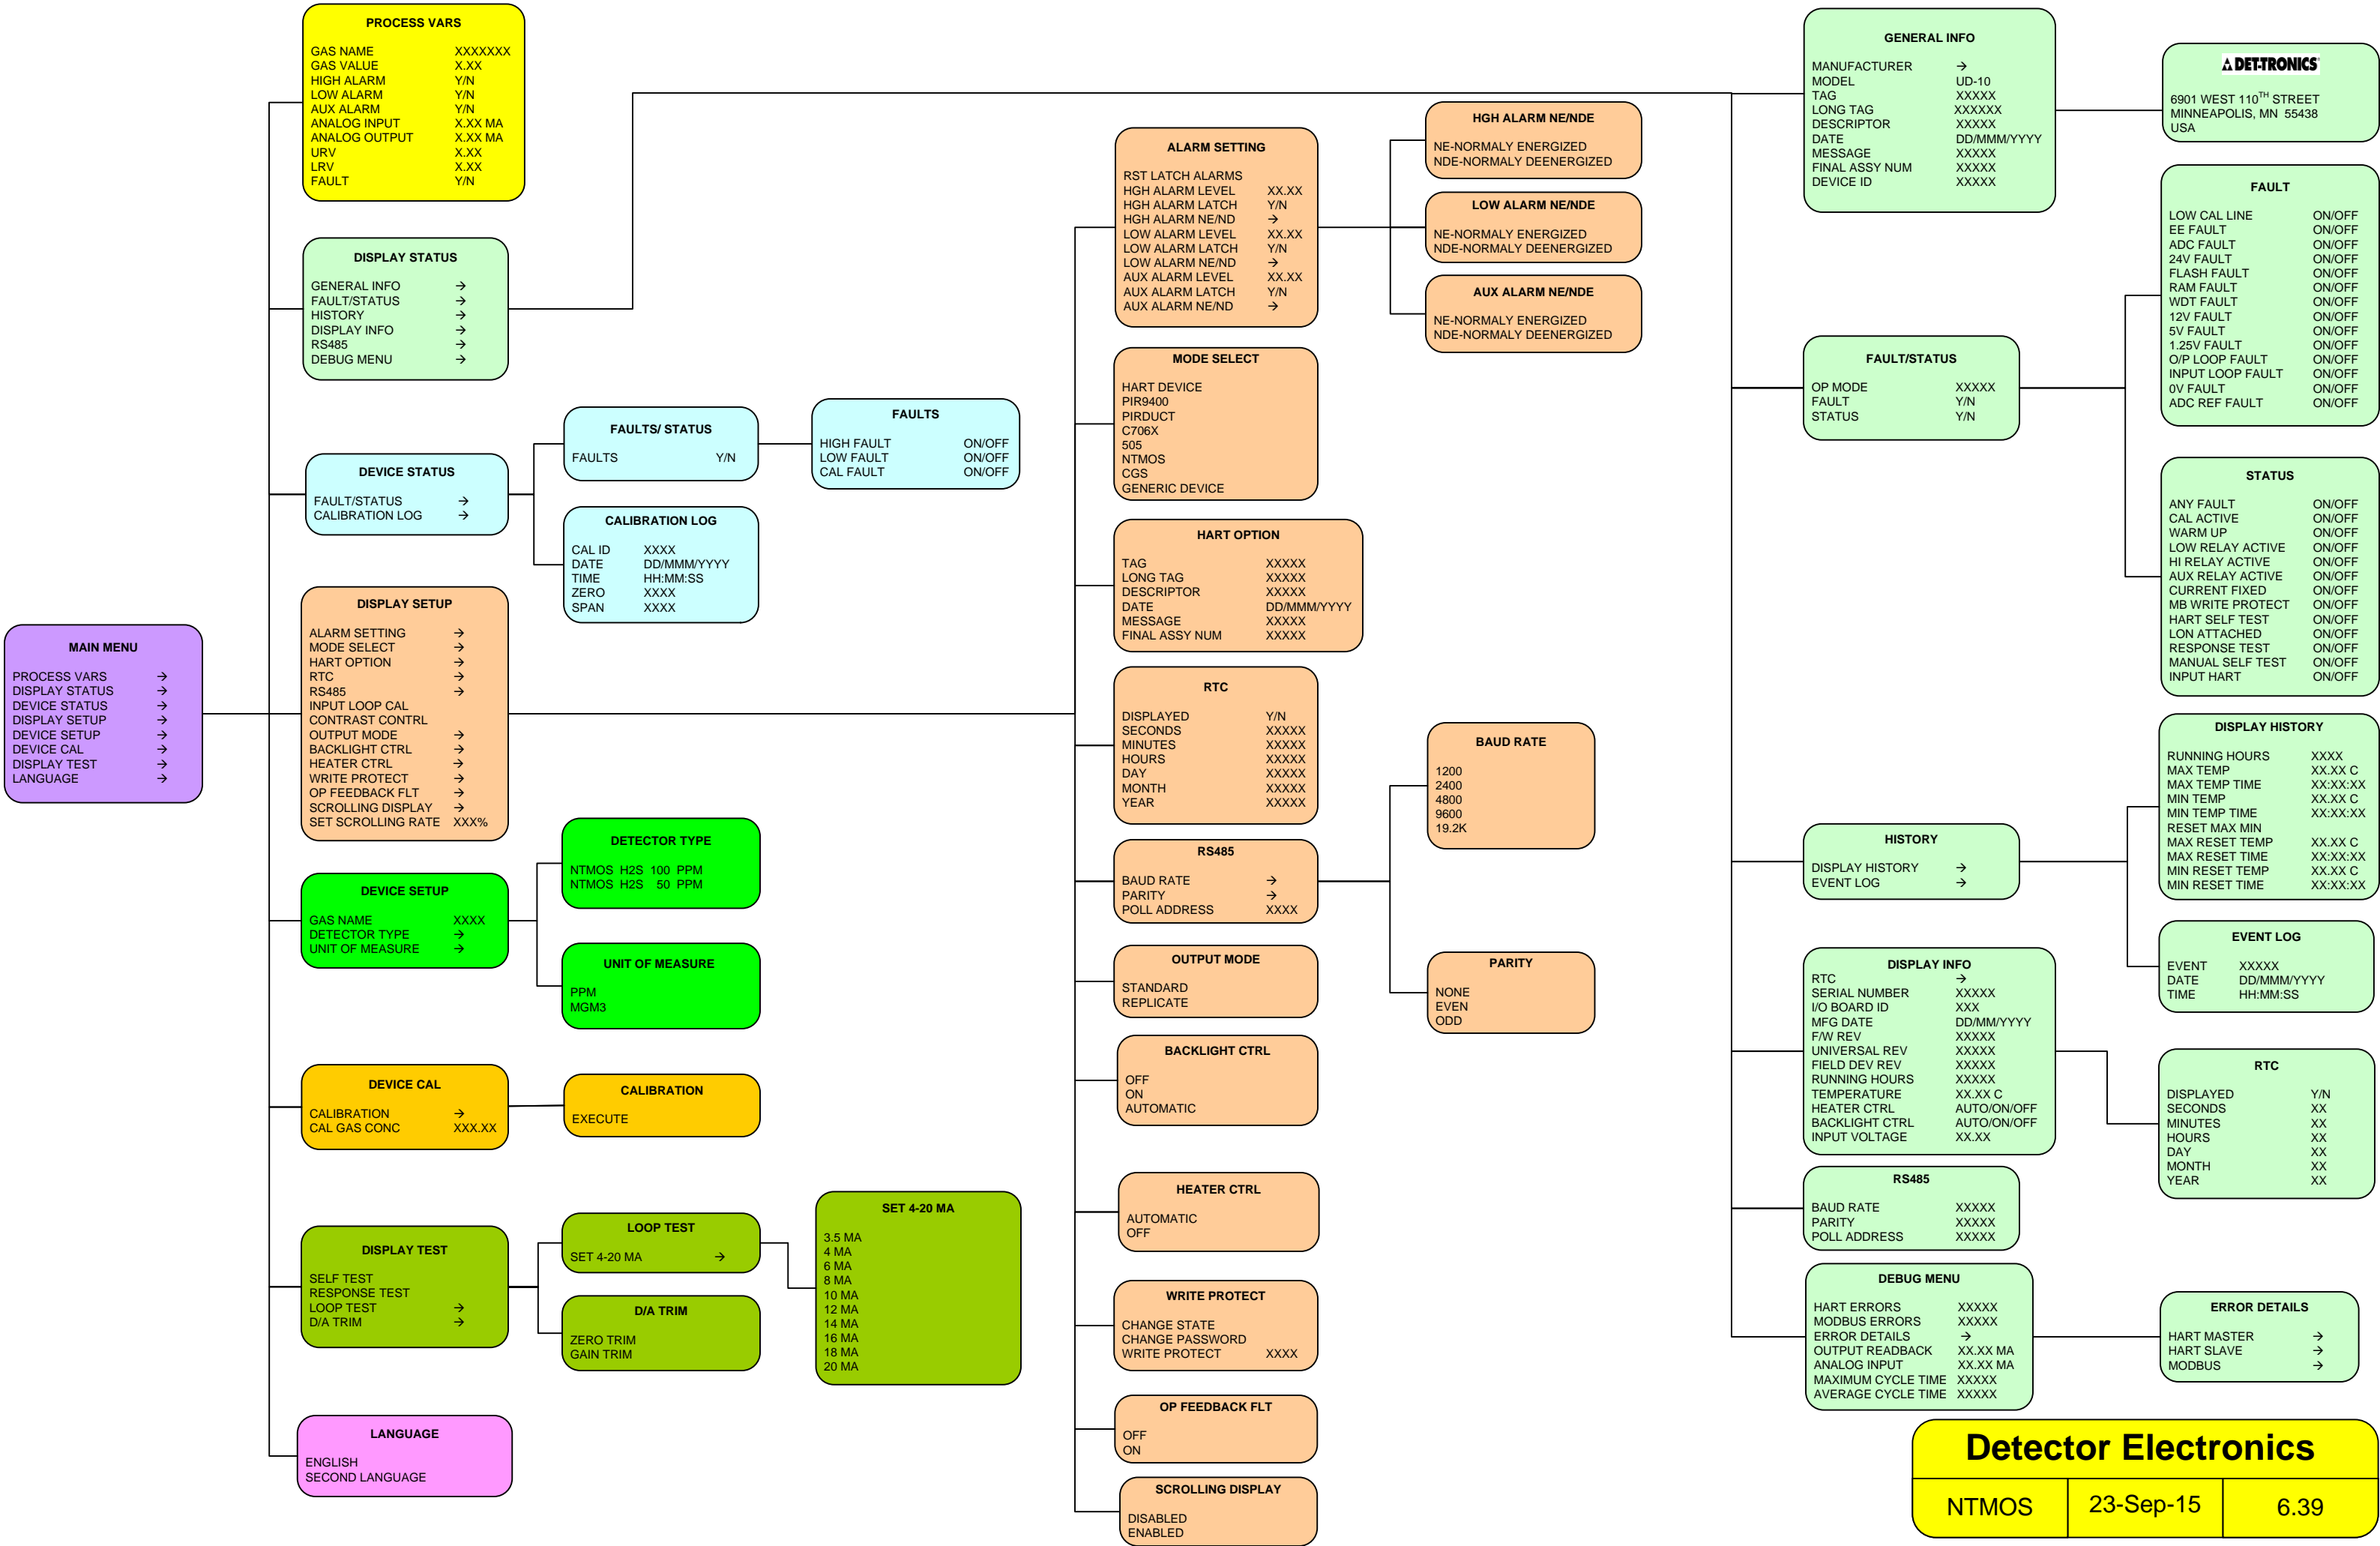 MAIN MENU
PROCESS VARS →
DISPLAY STATUS →
DEVICE STATUS →
DISPLAY SETUP →
DEVICE SETUP →
DEVICE CAL →
DISPLAY TEST →
LANGUAGE →
PROCESS VARS
GAS NAME XXXXXXX
GAS VALUE X.XX
HIGH ALARM Y/N
LOW ALARM Y/N
AUX ALARM Y/N
ANALOG INPUT X.XX MA
ANALOG OUTPUT X.XX MA
URV X.XX
LRV X.XX
FAULT Y/N
DISPLAY STATUS
GENERAL INFO →
FAULT/STATUS →
HISTORY →
DISPLAY INFO →
RS485 →
DEBUG MENU →
DEVICE STATUS
FAULT/STATUS →
CALIBRATION LOG →
DISPLAY SETUP
ALARM SETTING →
MODE SELECT →
HART OPTION →
RTC →
RS485 →
INPUT LOOP CAL
CONTRAST CONTRL
OUTPUT MODE →
BACKLIGHT CTRL →
HEATER CTRL →
WRITE PROTECT →
OP FEEDBACK FLT →
SCROLLING DISPLAY →
SET SCROLLING RATE XXX%
DEVICE SETUP
GAS NAME XXXX
DETECTOR TYPE →
UNIT OF MEASURE →
DEVICE CAL
CALIBRATION →
CAL GAS CONC XXX.XX
DISPLAY TEST
SELF TEST
RESPONSE TEST
LOOP TEST →
D/A TRIM →
LANGUAGE
ENGLISH
SECOND LANGUAGE
FAULTS/ STATUS
FAULTS Y/N
CALIBRATION LOG
CAL ID XXXX
DATE DD/MMM/YYYY
TIME HH:MM:SS
ZERO XXXX
SPAN XXXX
FAULTS
HIGH FAULT ON/OFF
LOW FAULT ON/OFF
CAL FAULT ON/OFF
DETECTOR TYPE
NTMOS H2S 100 PPM
NTMOS H2S 50 PPM
UNIT OF MEASURE
PPM
MGM3
CALIBRATION
EXECUTE
LOOP TEST
SET 4-20 MA →
D/A TRIM
ZERO TRIM
GAIN TRIM
SET 4-20 MA
3.5 MA
4 MA
6 MA
8 MA
10 MA
12 MA
14 MA
16 MA
18 MA
20 MA
ALARM SETTING
RST LATCH ALARMS
HGH ALARM LEVEL XX.XX
HGH ALARM LATCH Y/N
HGH ALARM NE/ND →
LOW ALARM LEVEL XX.XX
LOW ALARM LATCH Y/N
LOW ALARM NE/ND →
AUX ALARM LEVEL XX.XX
AUX ALARM LATCH Y/N
AUX ALARM NE/ND →
HGH ALARM NE/NDE
NE-NORMALY ENERGIZED
NDE-NORMALY DEENERGIZED
LOW ALARM NE/NDE
NE-NORMALY ENERGIZED
NDE-NORMALY DEENERGIZED
AUX ALARM NE/NDE
NE-NORMALY ENERGIZED
NDE-NORMALY DEENERGIZED
MODE SELECT
HART DEVICE
PIR9400
PIRDUCT
C706X
505
NTMOS
CGS
GENERIC DEVICE
HART OPTION
TAG XXXXX
LONG TAG XXXXX
DESCRIPTOR XXXXX
DATE DD/MMM/YYYY
MESSAGE XXXXX
FINAL ASSY NUM XXXXX
RTC
DISPLAYED Y/N
SECONDS XXXXX
MINUTES XXXXX
HOURS XXXXX
DAY XXXXX
MONTH XXXXX
YEAR XXXXX
RS485
BAUD RATE →
PARITY →
POLL ADDRESS XXXX
BAUD RATE
1200
2400
4800
9600
19.2K
PARITY
NONE
EVEN
ODD
OUTPUT MODE
STANDARD
REPLICATE
BACKLIGHT CTRL
OFF
ON
AUTOMATIC
HEATER CTRL
AUTOMATIC
OFF
WRITE PROTECT
CHANGE STATE
CHANGE PASSWORD
WRITE PROTECT XXXX
OP FEEDBACK FLT
OFF
ON
SCROLLING DISPLAY
DISABLED
ENABLED
GENERAL INFO
MANUFACTURER →
MODEL UD-10
TAG XXXXX
LONG TAG XXXXXX
DESCRIPTOR XXXXX
DATE DD/MMM/YYYY
MESSAGE XXXXX
FINAL ASSY NUM XXXXX
DEVICE ID XXXXX
DET-TRONICS
6901 WEST 110TH STREET
MINNEAPOLIS, MN 55438
USA
FAULT/STATUS
OP MODE XXXXX
FAULT Y/N
STATUS Y/N
FAULT
LOW CAL LINE ON/OFF
EE FAULT ON/OFF
ADC FAULT ON/OFF
24V FAULT ON/OFF
FLASH FAULT ON/OFF
RAM FAULT ON/OFF
WDT FAULT ON/OFF
12V FAULT ON/OFF
5V FAULT ON/OFF
1.25V FAULT ON/OFF
O/P LOOP FAULT ON/OFF
INPUT LOOP FAULT ON/OFF
0V FAULT ON/OFF
ADC REF FAULT ON/OFF
STATUS
ANY FAULT ON/OFF
CAL ACTIVE ON/OFF
WARM UP ON/OFF
LOW RELAY ACTIVE ON/OFF
HI RELAY ACTIVE ON/OFF
AUX RELAY ACTIVE ON/OFF
CURRENT FIXED ON/OFF
MB WRITE PROTECT ON/OFF
HART SELF TEST ON/OFF
LON ATTACHED ON/OFF
RESPONSE TEST ON/OFF
MANUAL SELF TEST ON/OFF
INPUT HART ON/OFF
HISTORY
DISPLAY HISTORY →
EVENT LOG →
DISPLAY HISTORY
RUNNING HOURS XXXX
MAX TEMP XX.XX C
MAX TEMP TIME XX:XX:XX
MIN TEMP XX.XX C
MIN TEMP TIME XX:XX:XX
RESET MAX MIN
MAX RESET TEMP XX.XX C
MAX RESET TIME XX:XX:XX
MIN RESET TEMP XX.XX C
MIN RESET TIME XX:XX:XX
EVENT LOG
EVENT XXXXX
DATE DD/MMM/YYYY
TIME HH:MM:SS
DISPLAY INFO
RTC →
SERIAL NUMBER XXXXX
I/O BOARD ID XXX
MFG DATE DD/MM/YYYY
F/W REV XXXXX
UNIVERSAL REV XXXXX
FIELD DEV REV XXXXX
RUNNING HOURS XXXXX
TEMPERATURE XX.XX C
HEATER CTRL AUTO/ON/OFF
BACKLIGHT CTRL AUTO/ON/OFF
INPUT VOLTAGE XX.XX
RTC
DISPLAYED Y/N
SECONDS XX
MINUTES XX
HOURS XX
DAY XX
MONTH XX
YEAR XX
RS485
BAUD RATE XXXXX
PARITY XXXXX
POLL ADDRESS XXXXX
DEBUG MENU
HART ERRORS XXXXX
MODBUS ERRORS XXXXX
ERROR DETAILS →
OUTPUT READBACK XX.XX MA
ANALOG INPUT XX.XX MA
MAXIMUM CYCLE TIME XXXXX
AVERAGE CYCLE TIME XXXXX
ERROR DETAILS
HART MASTER →
HART SLAVE →
MODBUS →
Detector Electronics
NTMOS 23-Sep-15 6.39